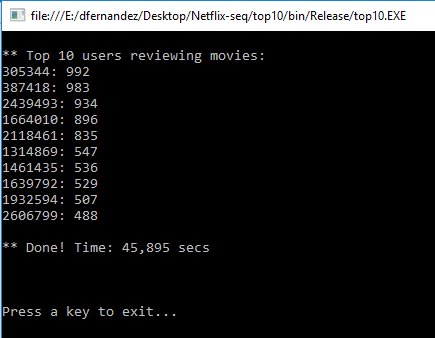 file:///E:/dfernandez/Desktop/Netflix-seq/top10/bin/Release/top10.EXE
** Top 10 users reviewing movies:
305344: 992
387418: 983
2439493: 934
1664010: 896
2118461: 835
1314869: 547
1461435: 536
1639792: 529
1932594: 507
2606799: 488
** Done! Time: 45,895 secs
Press a key to exit...